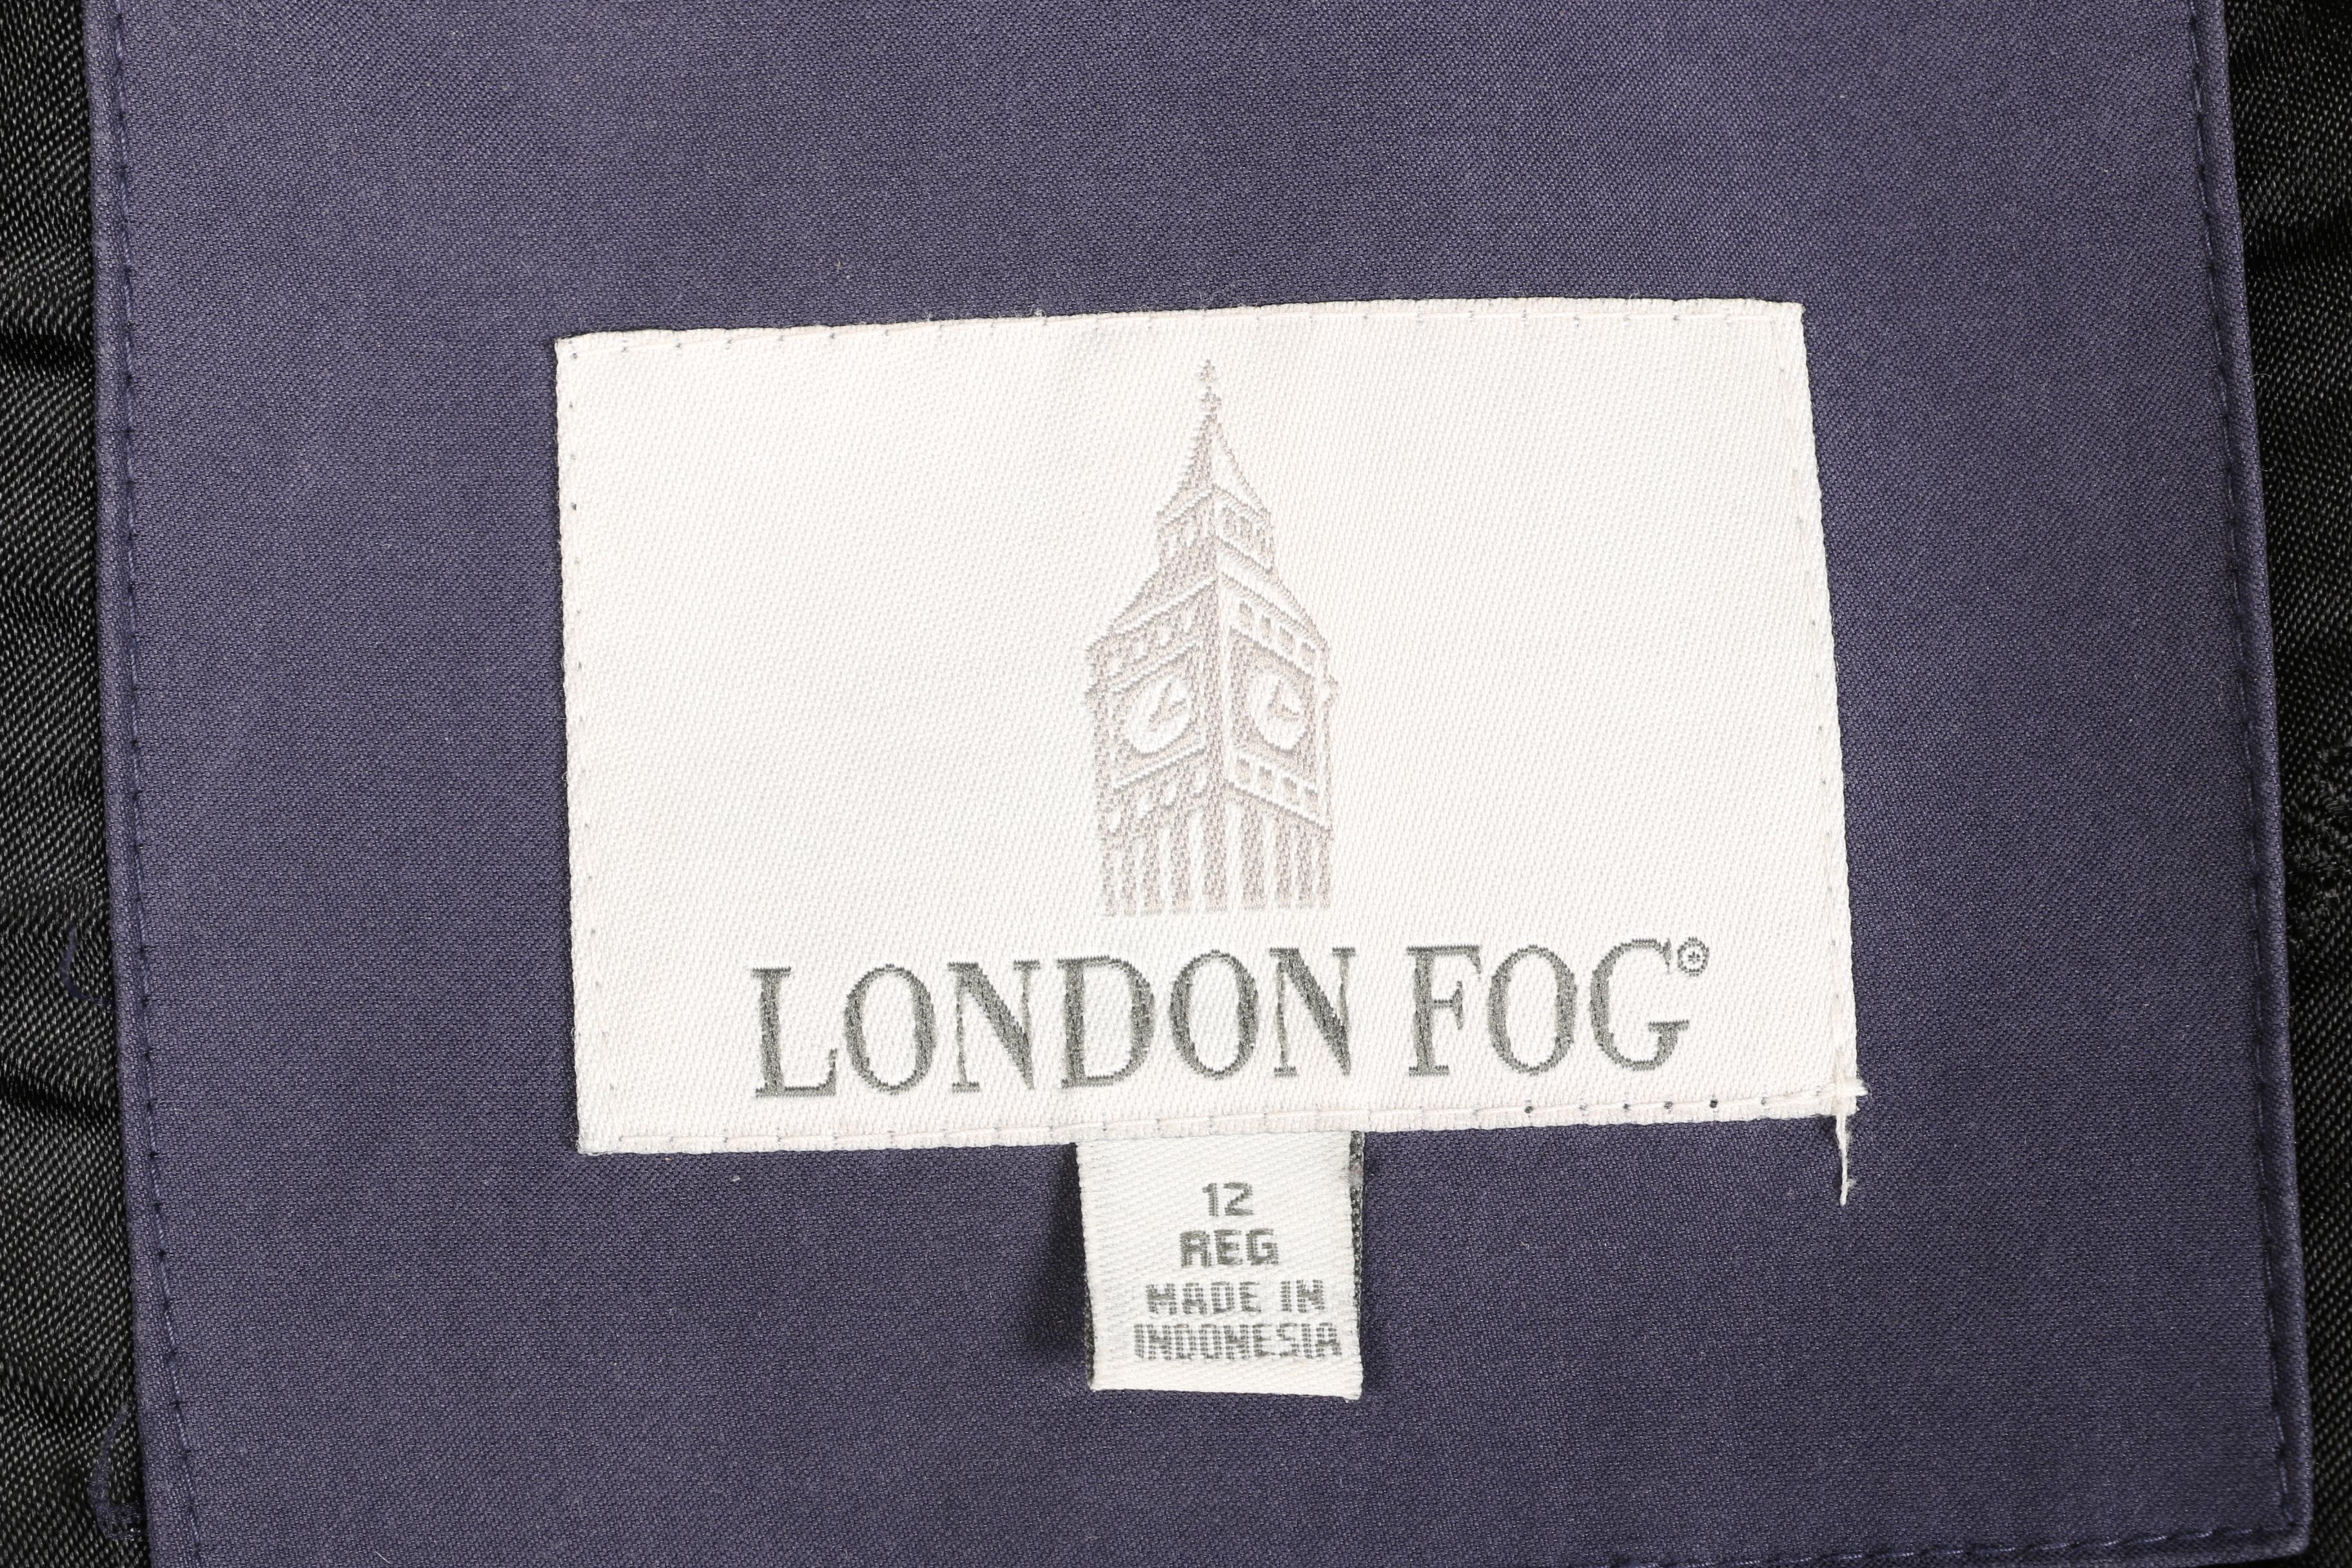 LONDON FOG®
12
REG
MADE IN
INDONESIA